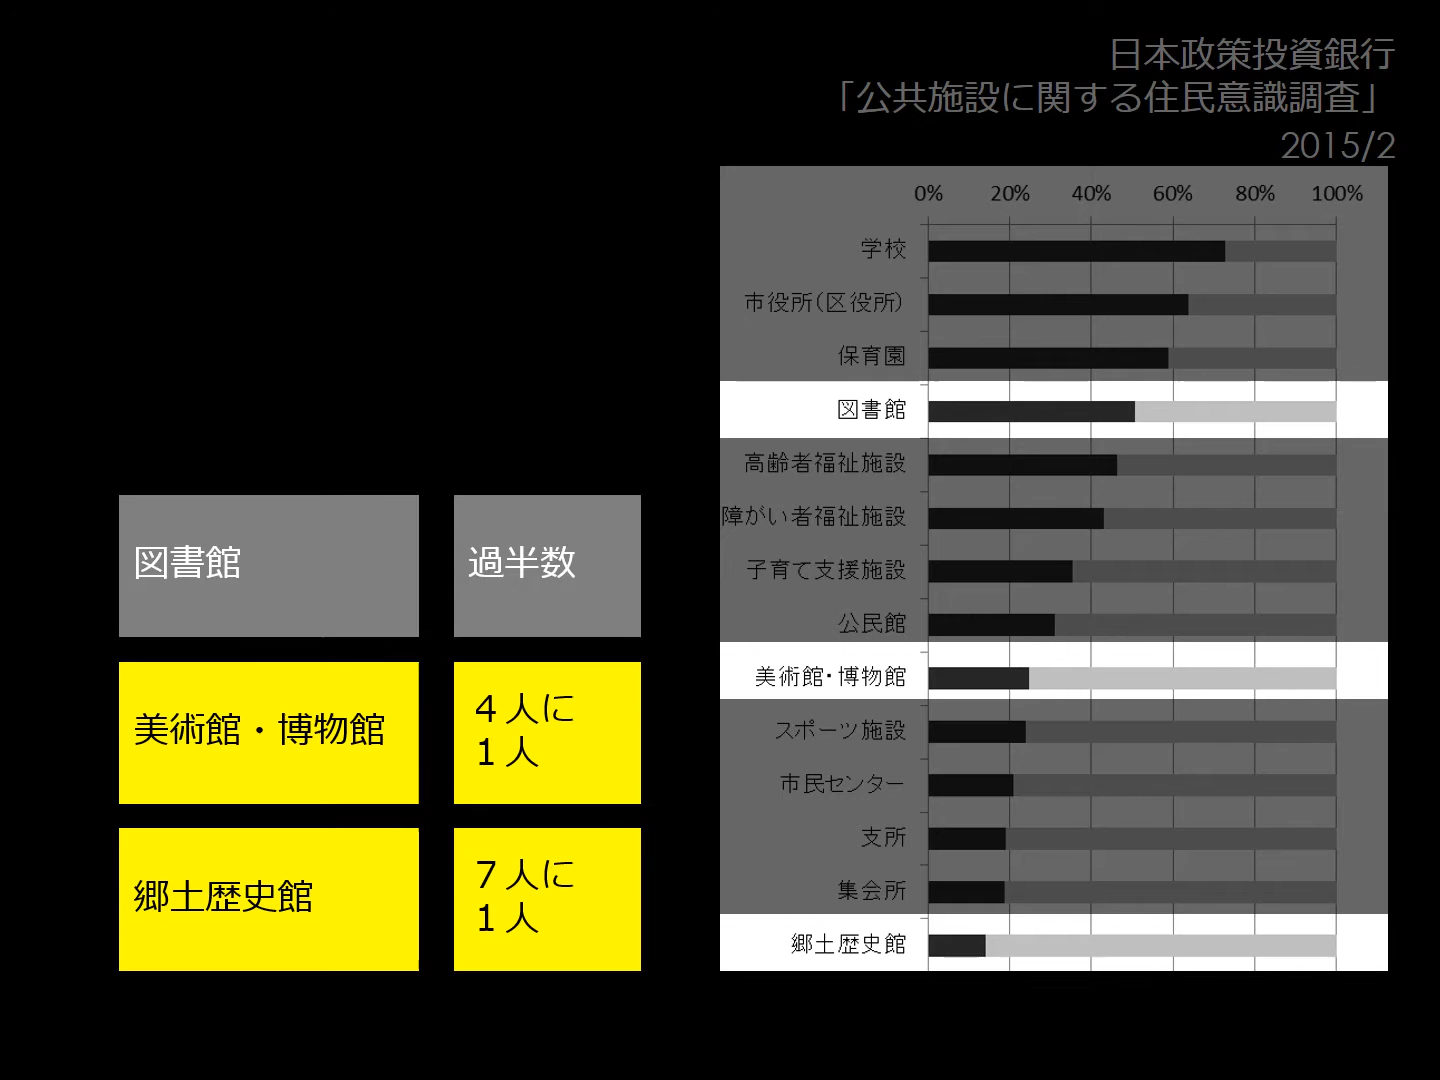 日本政策投資銀行
「公共施設に関する住民意識調査」
2015/2
図書館
過半数
美術館・博物館
４人に
１人
郷土歴史館
７人に
１人
0% 20% 40% 60% 80% 100%
学校
市役所（区役所）
保育園
図書館
高齢者福祉施設
障がい者福祉施設
子育て支援施設
公民館
美術館・博物館
スポーツ施設
市民センター
支所
集会所
郷土歴史館